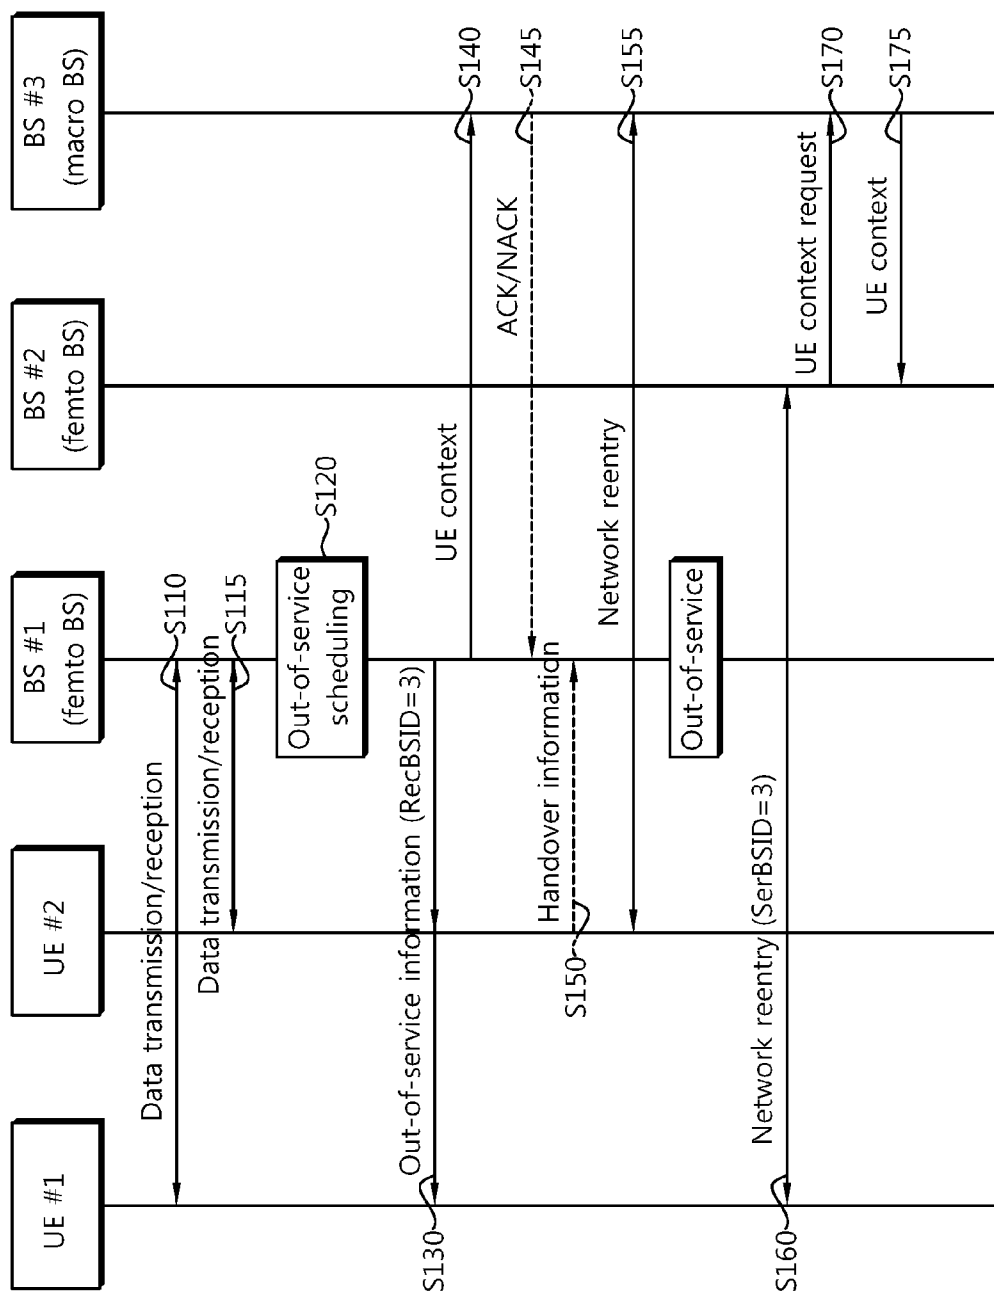 UE #1
UE #2
BS #1
(femto BS)
BS #2
(femto BS)
BS #3
(macro BS)
Data transmission/reception
S110
Data transmission/reception
S115
Out-of-service
scheduling
S120
S130
Out-of-service information (RecBSID=3)
UE context
S140
ACK/NACK
S145
S150
Handover information
Network reentry
S155
Out-of-service
S160
Network reentry (SerBSID=3)
UE context request
S170
UE context
S175